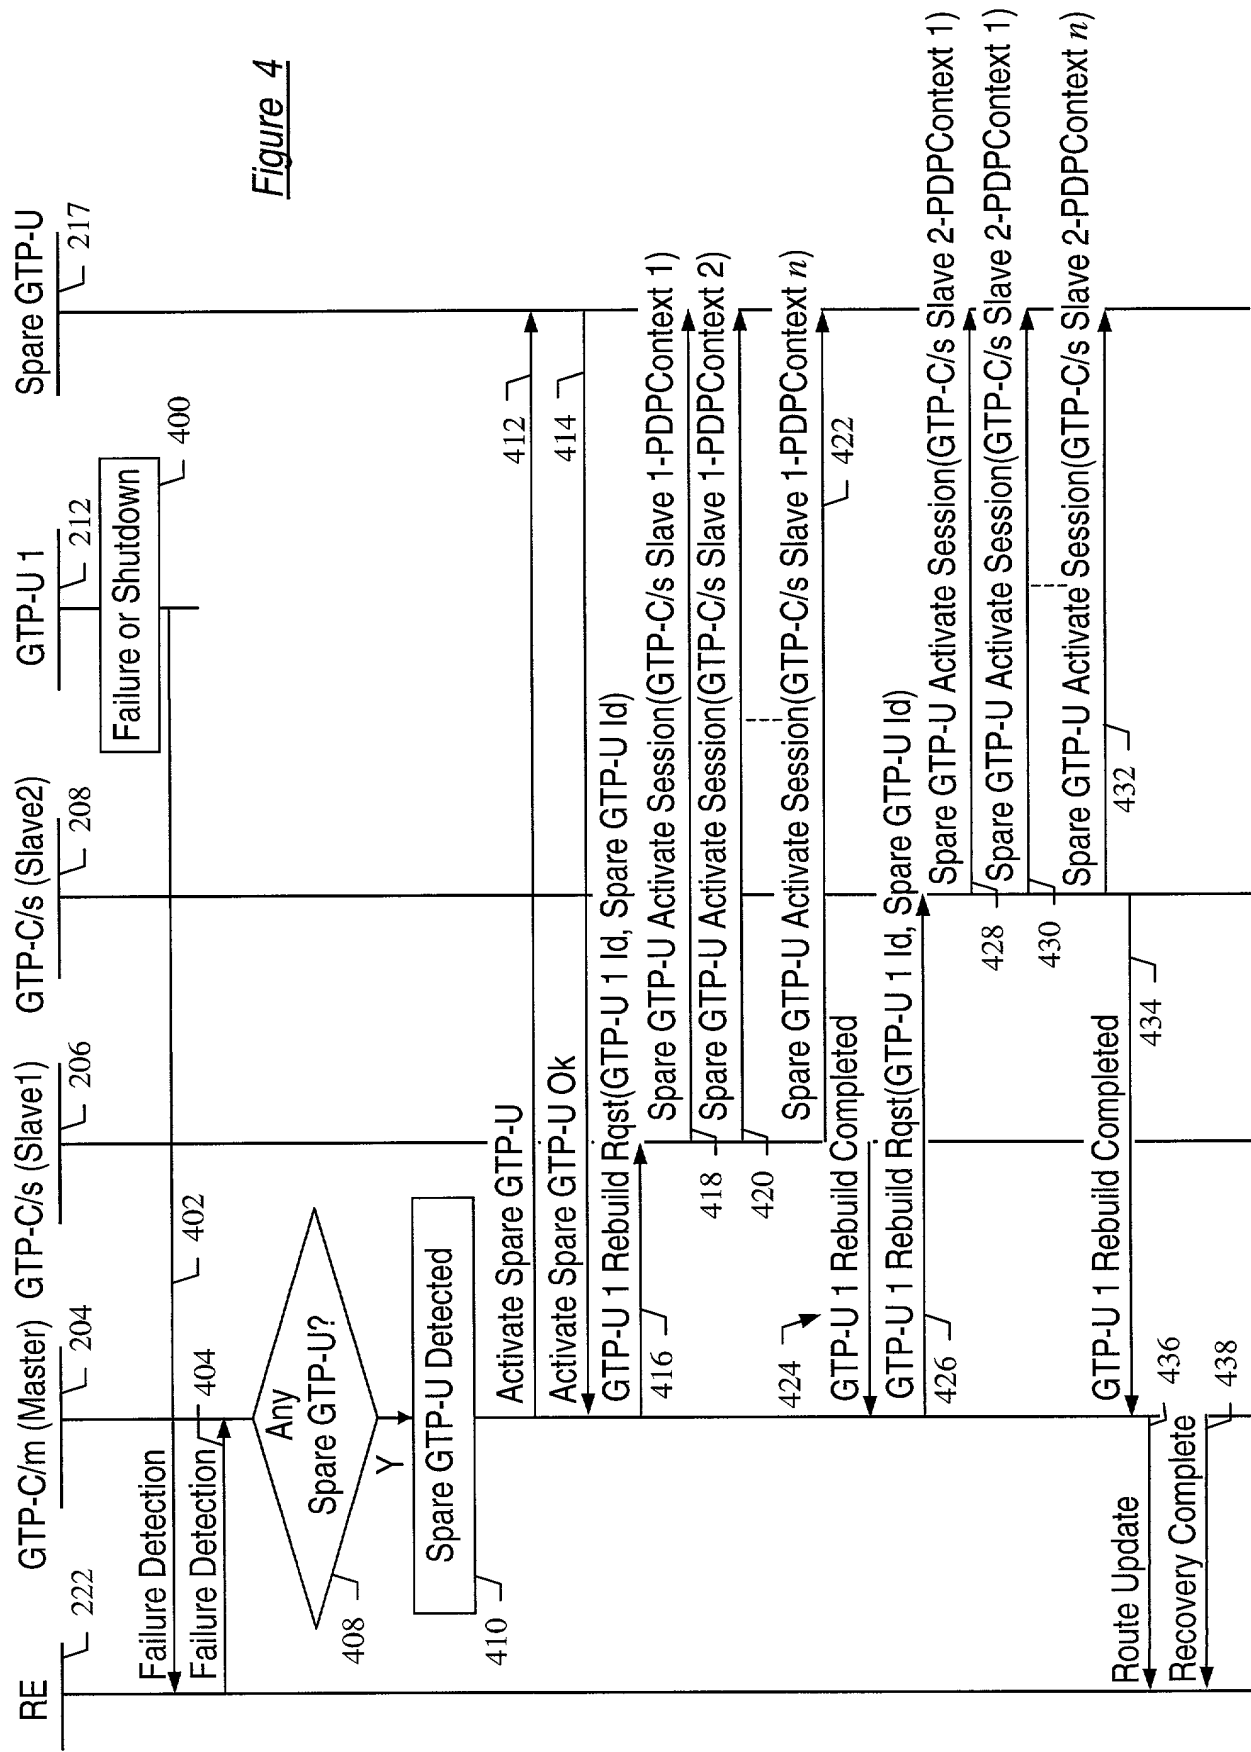 Figure 4
RE
222
GTP-C/m (Master)
204
GTP-C/s (Slave1)
206
GTP-C/s (Slave2)
208
GTP-U 1
212
Spare GTP-U
217
Failure or Shutdown
400
Failure Detection
402
Failure Detection
404
Any
Spare GTP-U?
408
Y
Spare GTP-U Detected
410
Activate Spare GTP-U
412
Activate Spare GTP-U Ok
414
GTP-U 1 Rebuild Rqst(GTP-U 1 Id, Spare GTP-U Id)
416
Spare GTP-U Activate Session(GTP-C/s Slave 1-PDPContext 1)
418
Spare GTP-U Activate Session(GTP-C/s Slave 1-PDPContext 2)
420
Spare GTP-U Activate Session(GTP-C/s Slave 1-PDPContext n)
422
424
GTP-U 1 Rebuild Completed
GTP-U 1 Rebuild Rqst(GTP-U 1 Id, Spare GTP-U Id)
426
Spare GTP-U Activate Session(GTP-C/s Slave 2-PDPContext 1)
428
Spare GTP-U Activate Session(GTP-C/s Slave 2-PDPContext 1)
430
Spare GTP-U Activate Session(GTP-C/s Slave 2-PDPContext n)
432
GTP-U 1 Rebuild Completed
434
Route Update
436
Recovery Complete
438